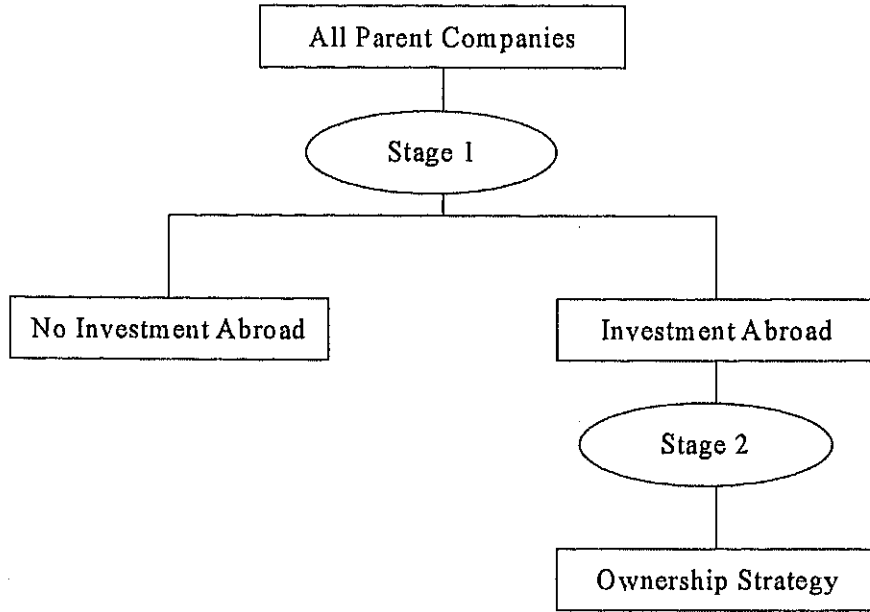 All Parent Companies
Stage 1
No Investment Abroad
Investment Abroad
Stage 2
Ownership Strategy